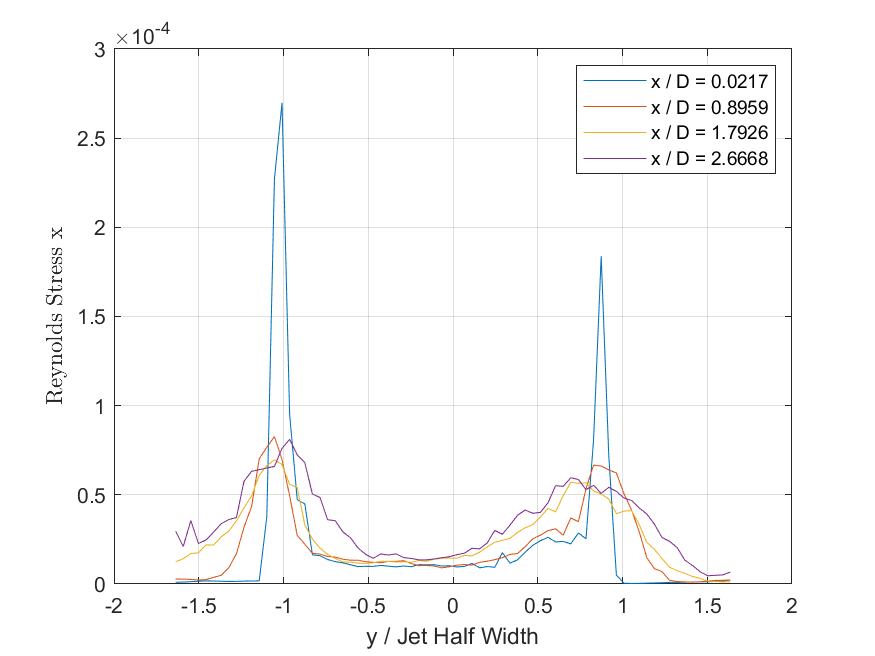 ×10-4
3
2.5
2
1.5
1
0.5
0
-2 -1.5 -1 -0.5 0 0.5 1 1.5 2
Reynolds Stress x
y / Jet Half Width
x / D = 0.0217
x / D = 0.8959
x / D = 1.7926
x / D = 2.6668